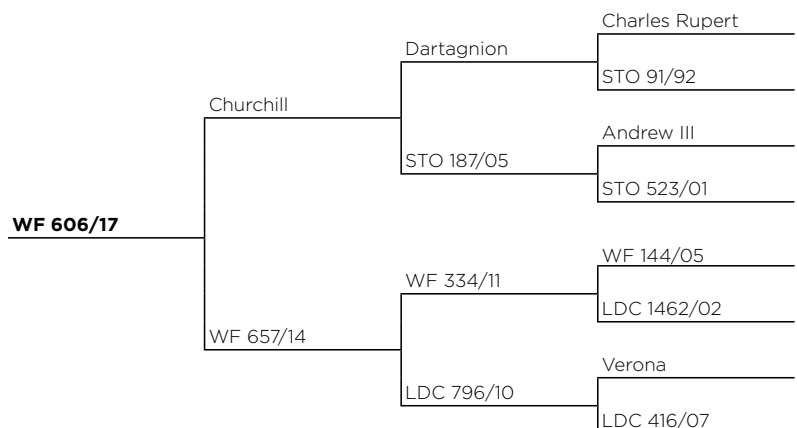 Charles Rupert
Dartagnion
STO 91/92
Churchill
Andrew III
STO 187/05
STO 523/01
WF 606/17
WF 144/05
WF 334/11
LDC 1462/02
WF 657/14
Verona
LDC 796/10
LDC 416/07